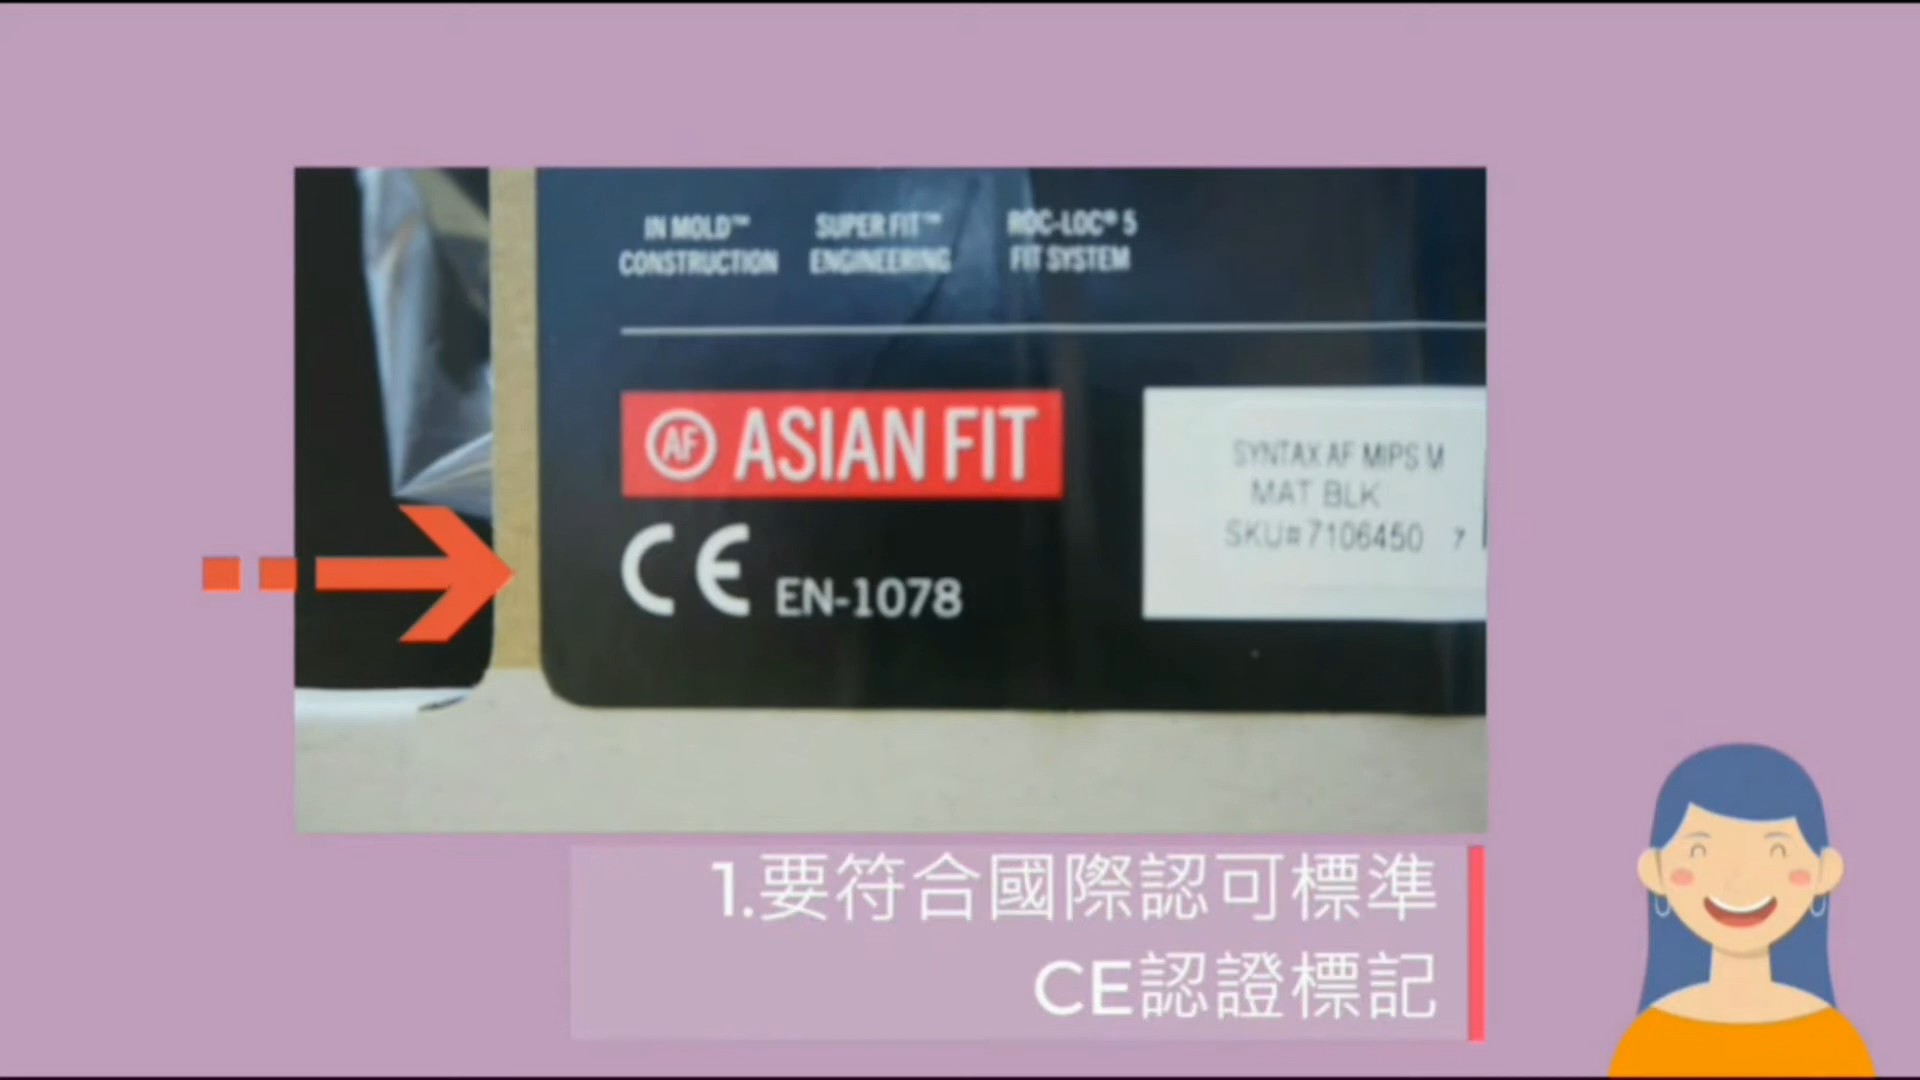 IN MOLD™
CONSTRUCTION
SUPER FIT™
ENGINEERING
ROC-LOC® 5
FIT SYSTEM
AF ASIAN FIT
CE EN-1078
SYNTAX AF MIPS M
MAT BLK
SKU#7106450 7
1.要符合國際認可標準
CE認證標記